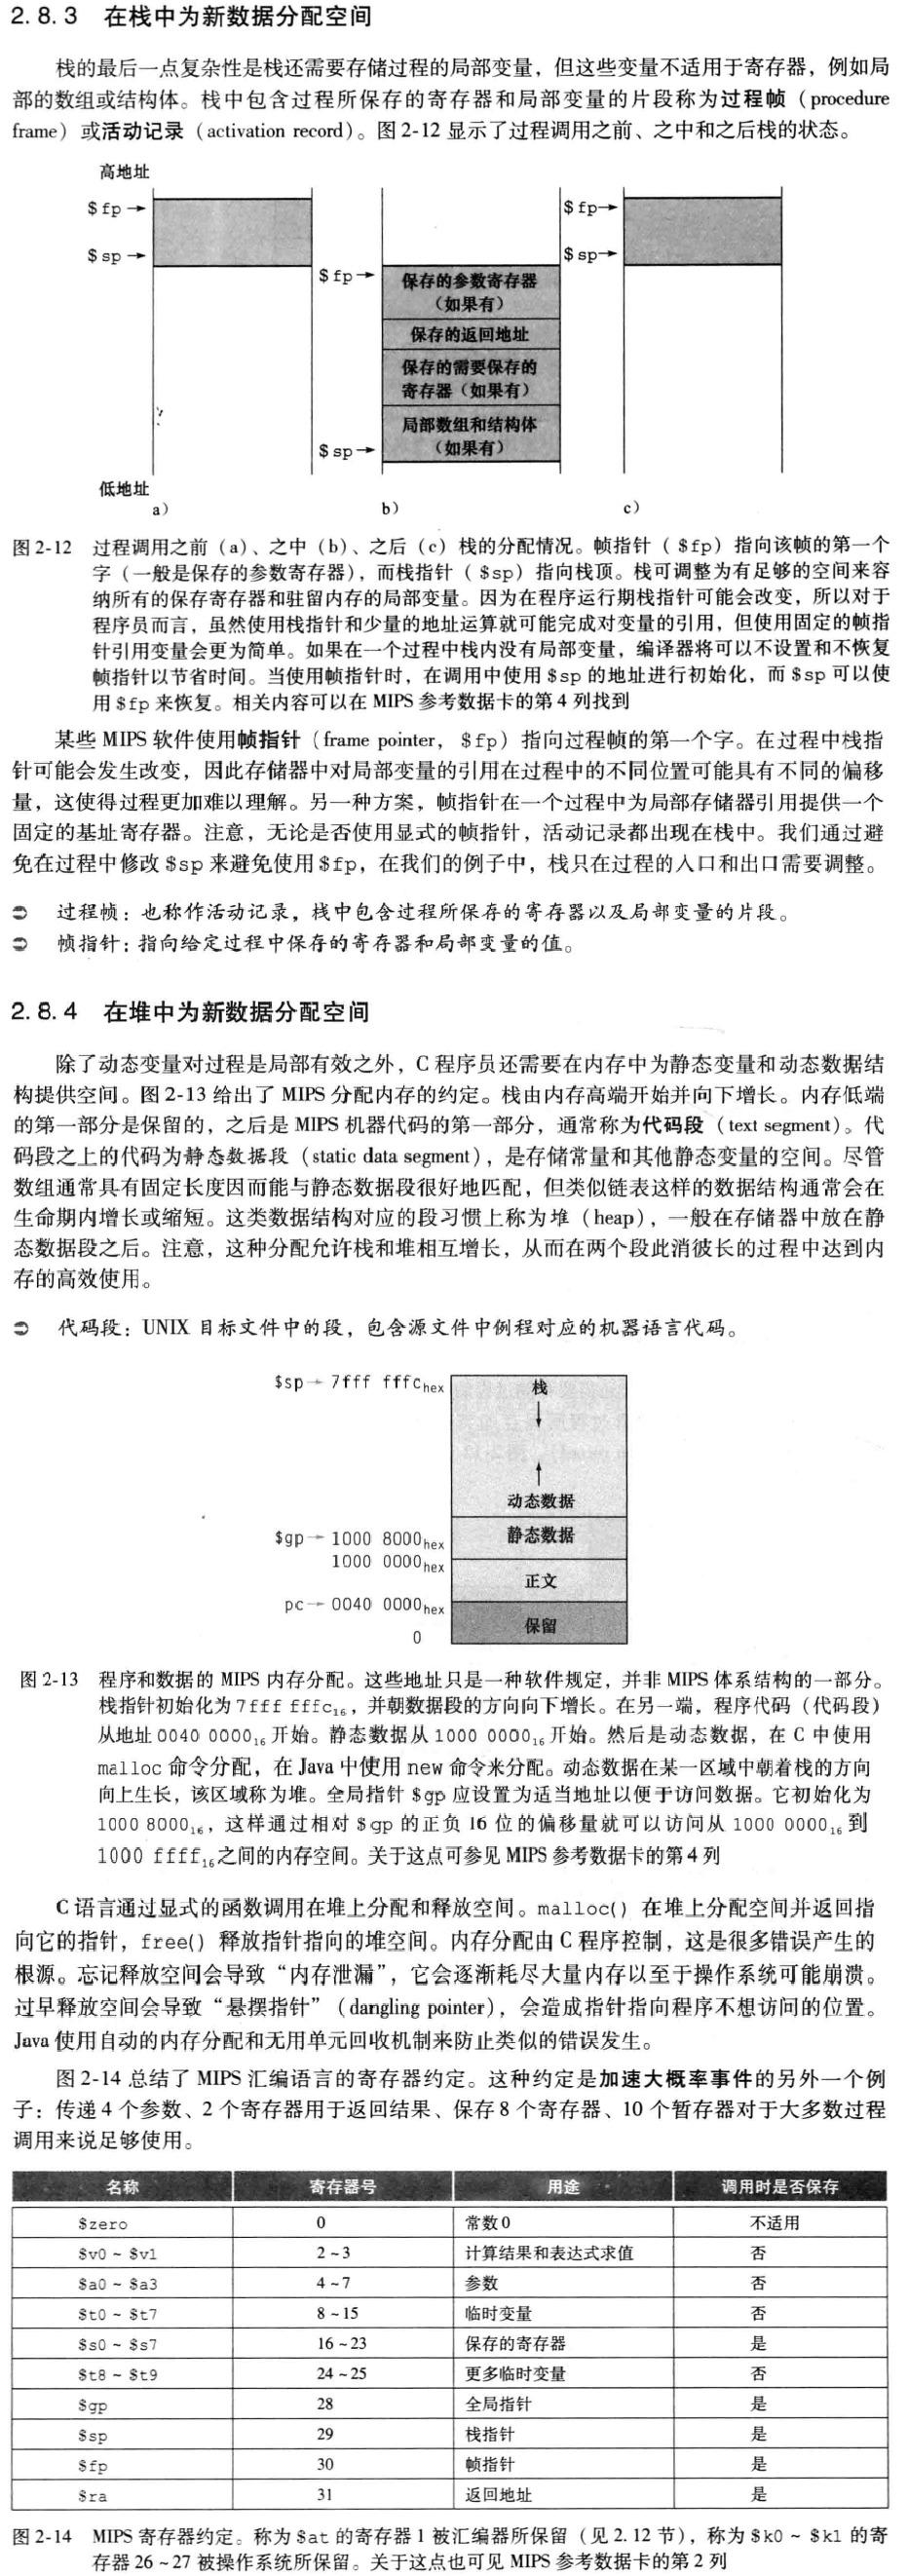 2.8.3 在栈中为新数据分配空间
栈的最后一点复杂性是栈还需要存储过程的局部变量，但这些变量不适用于寄存器，例如局
部的数组或结构体。栈中包含过程所保存的寄存器和局部变量的片段称为过程帧（procedure
frame）或活动记录（activation record）。图 2-12 显示了过程调用之前、之中和之后栈的状态。
高地址
$fp
$sp
$fp
保存的参数寄存器
（如果有）
保存的返回地址
保存的需要保存的
寄存器（如果有）
局部数组和结构体
（如果有）
$sp
$fp
$sp
低地址
a）
b）
c）
图 2-12 过程调用之前（a）、之中（b）、之后（c）栈的分配情况。帧指针（$fp）指向该帧的第一个
字（一般是保存的参数寄存器），而栈指针（$sp）指向栈顶。栈可调整为有足够的空间来容
纳所有的保存寄存器和驻留内存的局部变量。因为在程序运行期栈指针可能会改变，所以对于
程序员而言，虽然使用栈指针和少量的地址运算就可能完成对变量的引用，但使用固定的帧指
针引用变量会更为简单。如果在一个过程中栈内没有局部变量，编译器将可以不设置和不恢复
帧指针以节省时间。当使用帧指针时，在调用中使用 $sp 的地址进行初始化，而 $sp 可以使
用 $fp 来恢复。相关内容可以在 MIPS 参考数据卡的第 4 列找到
某些 MIPS 软件使用帧指针（frame pointer，$fp）指向过程帧的第一个字。在过程中栈指
针可能会发生改变，因此存储器中对局部变量的引用在过程中的不同位置可能具有不同的偏移
量，这使得过程更加难以理解。另一种方案，帧指针在一个过程中为局部存储器引用提供一个
固定的基址寄存器。注意，无论是否使用显式的帧指针，活动记录都出现在栈中。我们通过避
免在过程中修改 $sp 来避免使用 $fp，在我们的例子中，栈只在过程的入口和出口需要调整。
过程帧：也称作活动记录，栈中包含过程所保存的寄存器以及局部变量的片段。
帧指针：指向给定过程中保存的寄存器和局部变量的值。
2.8.4 在堆中为新数据分配空间
除了动态变量对过程是局部有效之外，C 程序员还需要在内存中为静态变量和动态数据结
构提供空间。图 2-13 给出了 MIPS 分配内存的约定。栈由内存高端开始并向下增长。内存低端
的第一部分是保留的，之后是 MIPS 机器代码的第一部分，通常称为代码段（text segment）。代
码段之上的代码为静态数据段（static data segment），是存储常量和其他静态变量的空间。尽管
数组通常具有固定长度因而能与静态数据段很好地匹配，但类似链表这样的数据结构通常会在
生命期内增长或缩短。这类数据结构对应的段习惯上称为堆（heap），一般在存储器中放在静
态数据段之后。注意，这种分配允许栈和堆相互增长，从而在两个段此消彼长的过程中达到内
存的高效使用。
代码段：UNIX 目标文件中的段，包含源文件中例程对应的机器语言代码。
$sp 7fff fffc hex
栈
动态数据
$gp 1000 8000 hex
静态数据
1000 0000 hex
正文
pc 0040 0000 hex
保留
0
图 2-13 程序和数据的 MIPS 内存分配。这些地址只是一种软件规定，并非 MIPS 体系结构的一部分。
栈指针初始化为 7fff fffc16，并朝数据段的方向向下增长。在另一端，程序代码（代码段）
从地址 0040 000016 开始。静态数据从 1000 000016 开始。然后是动态数据，在 C 中使用
malloc 命令分配，在 Java 中使用 new 命令来分配。动态数据在某一区域中朝着栈的方向
向上生长，该区域称为堆。全局指针 $gp 应设置为适当地址以便于访问数据。它初始化为
1000 800016，这样通过相对 $gp 的正负 16 位的偏移量就可以访问从 1000 000016 到
1000 ffff16 之间的内存空间。关于这点可参见 MIPS 参考数据卡的第 4 列
C 语言通过显式的函数调用在堆上分配和释放空间。malloc() 在堆上分配空间并返回指
向它的指针，free() 释放指针指向的堆空间。内存分配由 C 程序控制，这是很多错误产生的
根源。忘记释放空间会导致“内存泄漏”，它会逐渐耗尽大量内存以至于操作系统可能崩溃。
过早释放空间会导致“悬摆指针”（dangling pointer），会造成指针指向程序不想访问的位置。
Java 使用自动的内存分配和无用单元回收机制来防止类似的错误发生。
图 2-14 总结了 MIPS 汇编语言的寄存器约定。这种约定是加速大概率事件的另外一个例
子：传递 4 个参数、2 个寄存器用于返回结果、保存 8 个寄存器、10 个暂存器对于大多数过程
调用来说足够使用。
名称 寄存器号 用途 调用时是否保存
$zero 0 常数 0 不适用
$v0 ~ $v1 2 ~ 3 计算结果和表达式求值 否
$a0 ~ $a3 4 ~ 7 参数 否
$t0 ~ $t7 8 ~ 15 临时变量 否
$s0 ~ $s7 16 ~ 23 保存的寄存器 是
$t8 ~ $t9 24 ~ 25 更多临时变量 否
$gp 28 全局指针 是
$sp 29 栈指针 是
$fp 30 帧指针 是
$ra 31 返回地址 是
图 2-14 MIPS 寄存器约定。称为 $at 的寄存器 1 被汇编器所保留（见 2.12 节），称为 $k0 ~ $k1 的寄
存器 26 ~ 27 被操作系统所保留。关于这点也可见 MIPS 参考数据卡的第 2 列